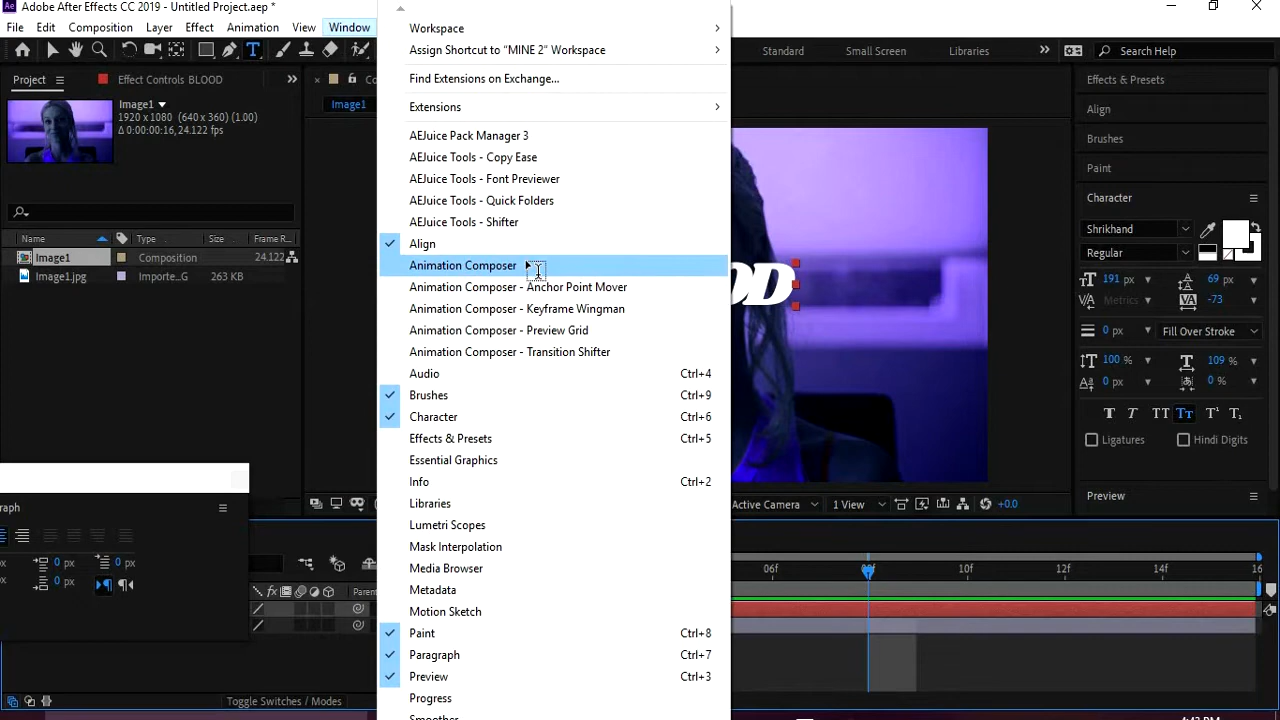 Adobe After Effects CC 2019 - Untitled Project.aep *
File Edit Composition Layer Effect Animation View Window
Standard Small Screen Libraries Search Help
Project Effect Controls BLOOD
Image1
1920 x 1080 (640 x 360) (1.00)
Δ 0:00:00:16, 24.122 fps
Name Type Size Frame R...
Image1 Composition 24.122
Image1.jpg Importe...G 263 KB
Image1
Workspace
Assign Shortcut to “MINE 2” Workspace
Find Extensions on Exchange...
Extensions
AEJuice Pack Manager 3
AEJuice Tools - Copy Ease
AEJuice Tools - Font Previewer
AEJuice Tools - Quick Folders
AEJuice Tools - Shifter
Align
Animation Composer
Animation Composer - Anchor Point Mover
Animation Composer - Keyframe Wingman
Animation Composer - Preview Grid
Animation Composer - Transition Shifter
Audio Ctrl+4
Brushes Ctrl+9
Character Ctrl+6
Effects & Presets Ctrl+5
Essential Graphics
Info Ctrl+2
Libraries
Lumetri Scopes
Mask Interpolation
Media Browser
Metadata
Motion Sketch
Paint Ctrl+8
Paragraph Ctrl+7
Preview Ctrl+3
Progress
OD
Effects & Presets
Align
Brushes
Paint
Character
Shrikhand
Regular
191 px 69 px
Metrics -73
0 px Fill Over Stroke
100 % 109 %
0 px 0 %
Ligatures Hindi Digits
Preview
Active Camera 1 View +0.0
06f 10f 12f 14f 16
graph
0 px 0 px
0 px
Parent
Toggle Switches / Modes